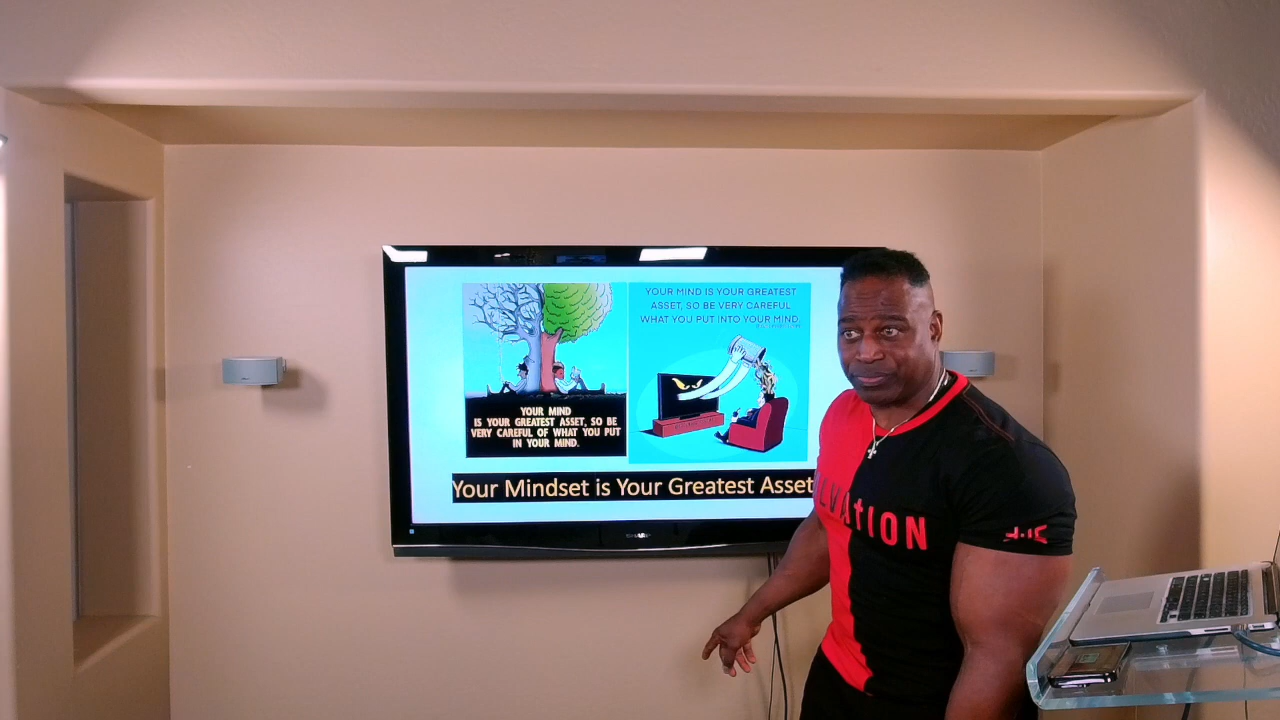 YOUR MIND
IS YOUR GREATEST ASSET, SO BE
VERY CAREFUL OF WHAT YOU PUT
IN YOUR MIND.
YOUR MIND IS YOUR GREATEST
ASSET, SO BE VERY CAREFUL
WHAT YOU PUT INTO YOUR MIND.
Your Mindset is Your Greatest Asset
SHARP
LVATION